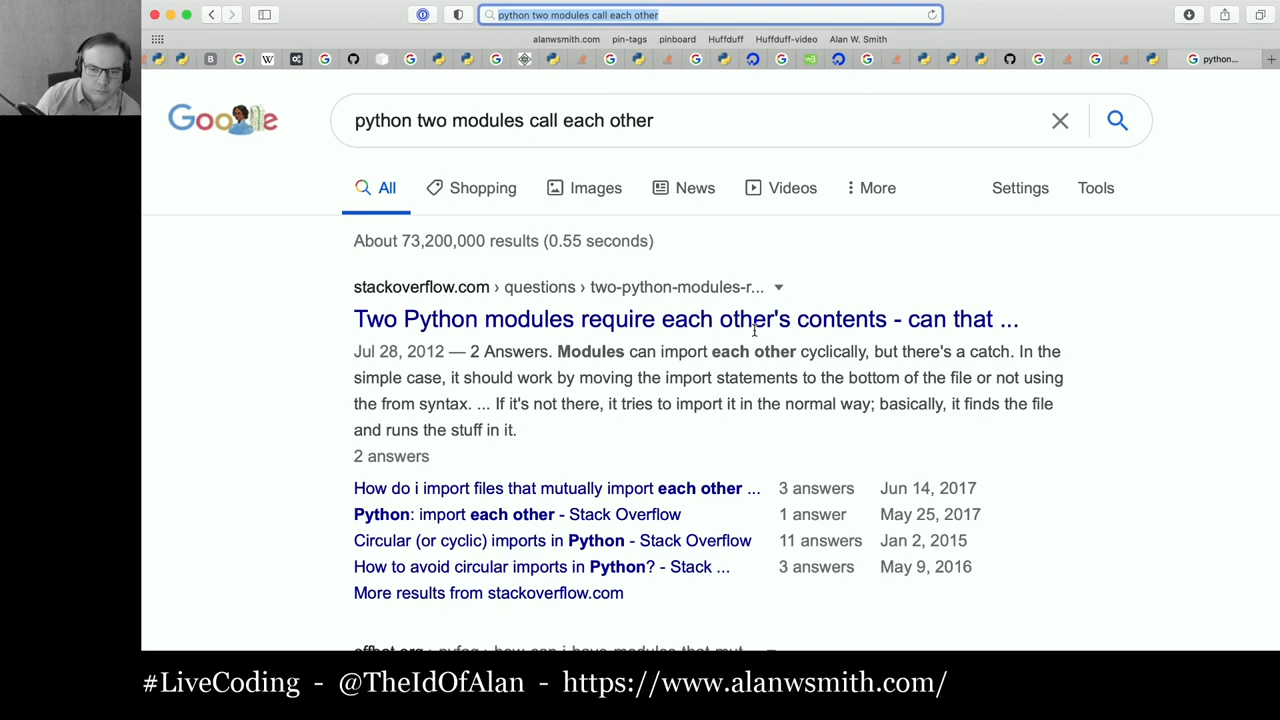 python two modules call each other
alanwsmith.com pin-tags pinboard Huffduff Huffduff-video Alan W. Smith
python...
Google
python two modules call each other
All Shopping Images News Videos More Settings Tools
About 73,200,000 results (0.55 seconds)
stackoverflow.com › questions › two-python-modules-r...
Two Python modules require each other's contents - can that ...
Jul 28, 2012 — 2 Answers. Modules can import each other cyclically, but there's a catch. In the
simple case, it should work by moving the import statements to the bottom of the file or not using
the from syntax. ... If it's not there, it tries to import it in the normal way; basically, it finds the file
and runs the stuff in it.
2 answers
How do i import files that mutually import each other ... 3 answers Jun 14, 2017
Python: import each other - Stack Overflow 1 answer May 25, 2017
Circular (or cyclic) imports in Python - Stack Overflow 11 answers Jan 2, 2015
How to avoid circular imports in Python? - Stack ... 3 answers May 9, 2016
More results from stackoverflow.com
#LiveCoding - @TheIdOfAlan - https://www.alanwsmith.com/